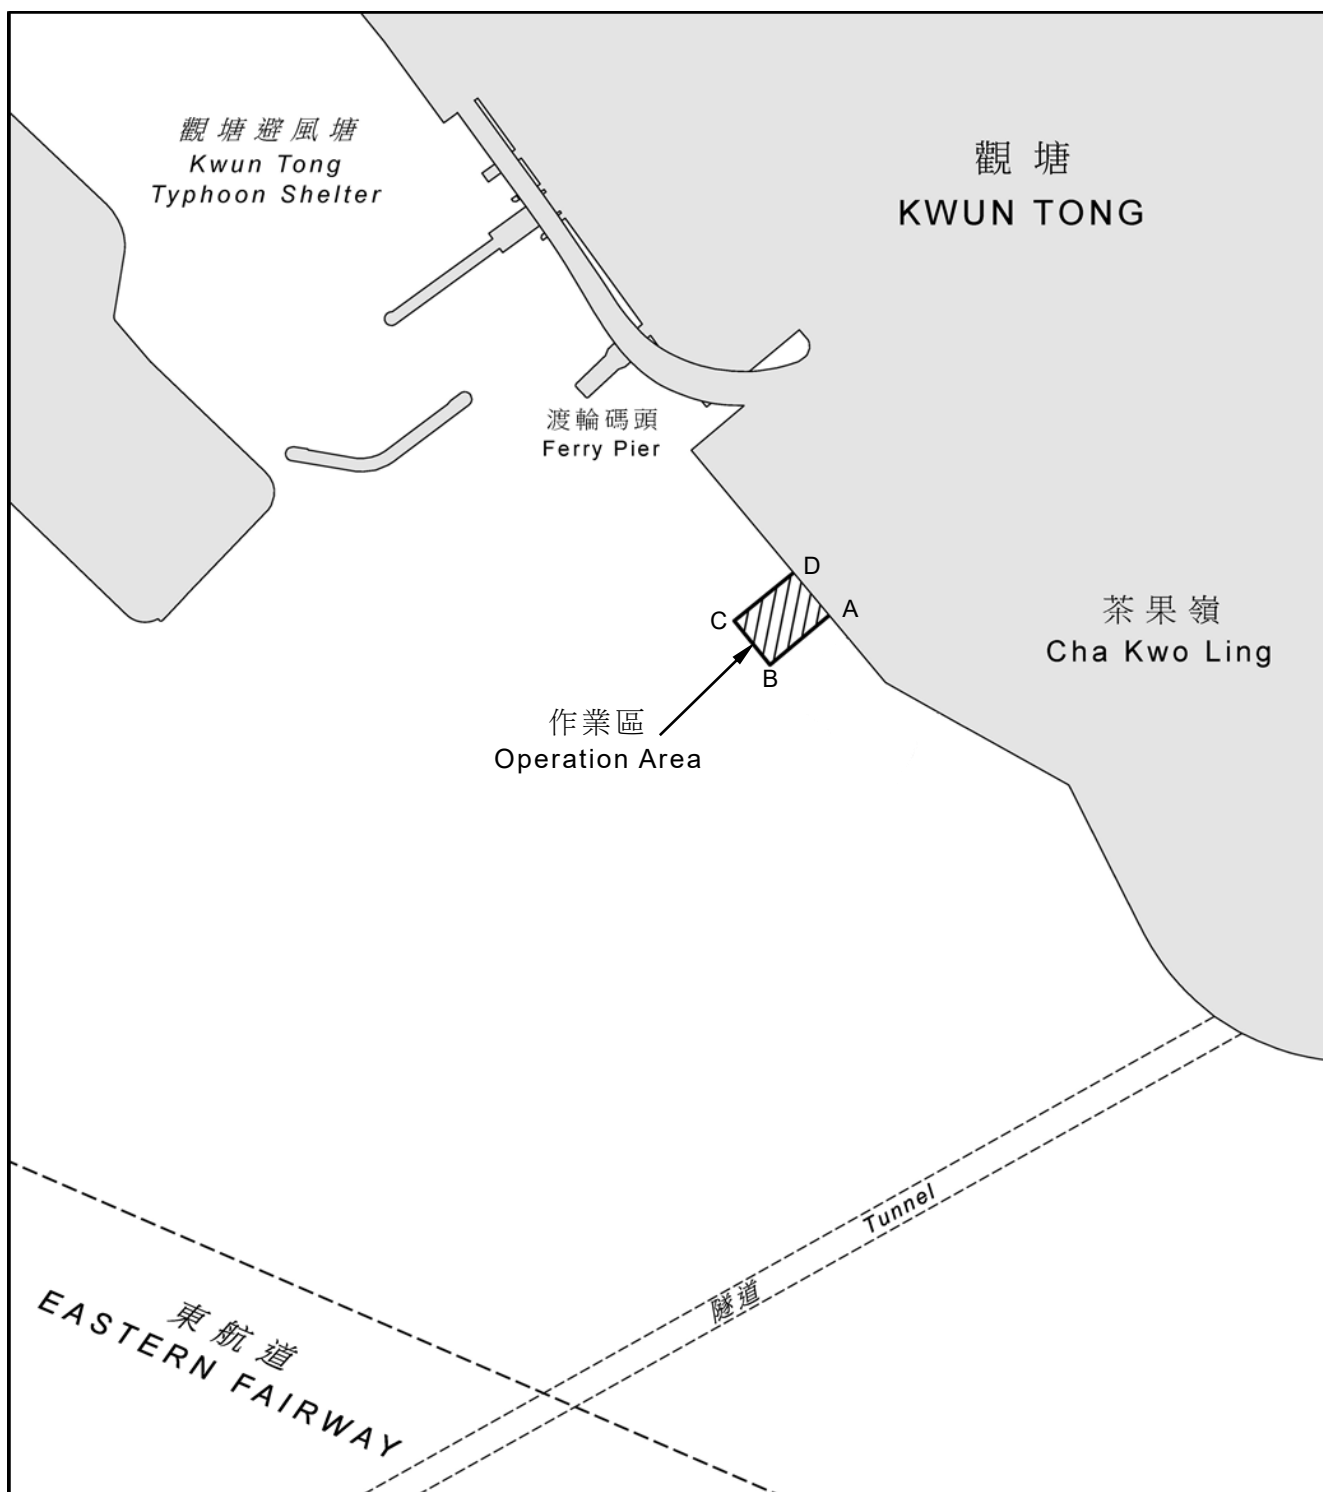 觀塘避風塘
Kwun Tong
Typhoon Shelter
觀塘
KWUN TONG
渡輪碼頭
Ferry Pier
D
A
C
B
茶果嶺
Cha Kwo Ling
作業區
Operation Area
Tunnel
隧道
東航道
EASTERN FAIRWAY